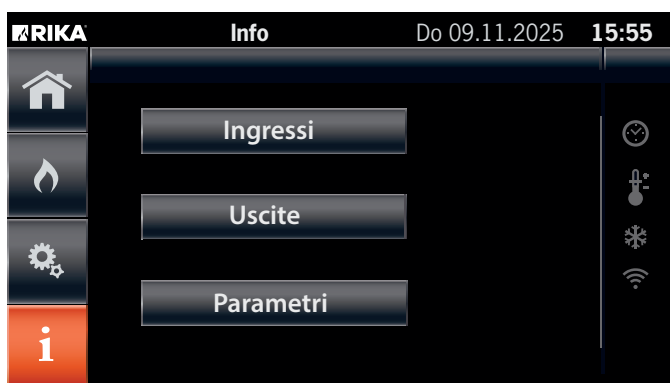 RIKA Info Do 09.11.2025 15:55
Ingressi
Uscite
Parametri
i